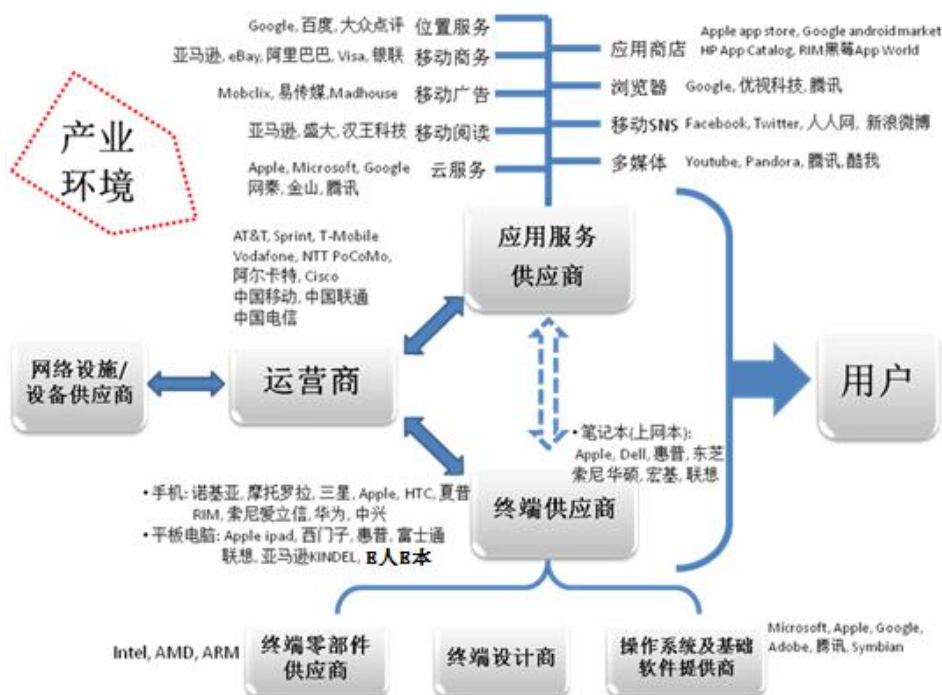 Google, 百度, 大众点评 位置服务
亚马逊, eBay, 阿里巴巴, Visa, 银联 移动商务
Mobclix, 易传媒,Madhouse 移动广告
亚马逊, 盛大, 汉王科技 移动阅读
Apple, Microsoft, Google
网秦, 金山, 腾讯
云服务
应用商店
Apple app store, Google android market
HP App Catalog, RIM黑莓App World
浏览器 Google, 优视科技, 腾讯
移动SNS Facebook, Twitter, 人人网, 新浪微博
多媒体 Youtube, Pandora, 腾讯, 酷我
产业
环境
AT&T, Sprint, T-Mobile
Vodafone, NTT PoCoMo,
阿尔卡特, Cisco
中国移动, 中国联通
中国电信
应用服务
供应商
网络设施/
设备供应商
运营商
用户
•笔记本(上网本):
Apple, Dell, 惠普, 东芝
索尼 华硕, 宏基, 联想
•手机: 诺基亚, 摩托罗拉, 三星, Apple, HTC, 夏普
RIM, 索尼爱立信, 华为, 中兴
•平板电脑: Apple ipad, 西门子, 惠普, 富士通
联想, 亚马逊KINDEL, E人E本
终端供应商
Intel, AMD, ARM
终端零部件
供应商
终端设计商
操作系统及基础
软件提供商
Microsoft, Apple, Google,
Adobe, 腾讯, Symbian